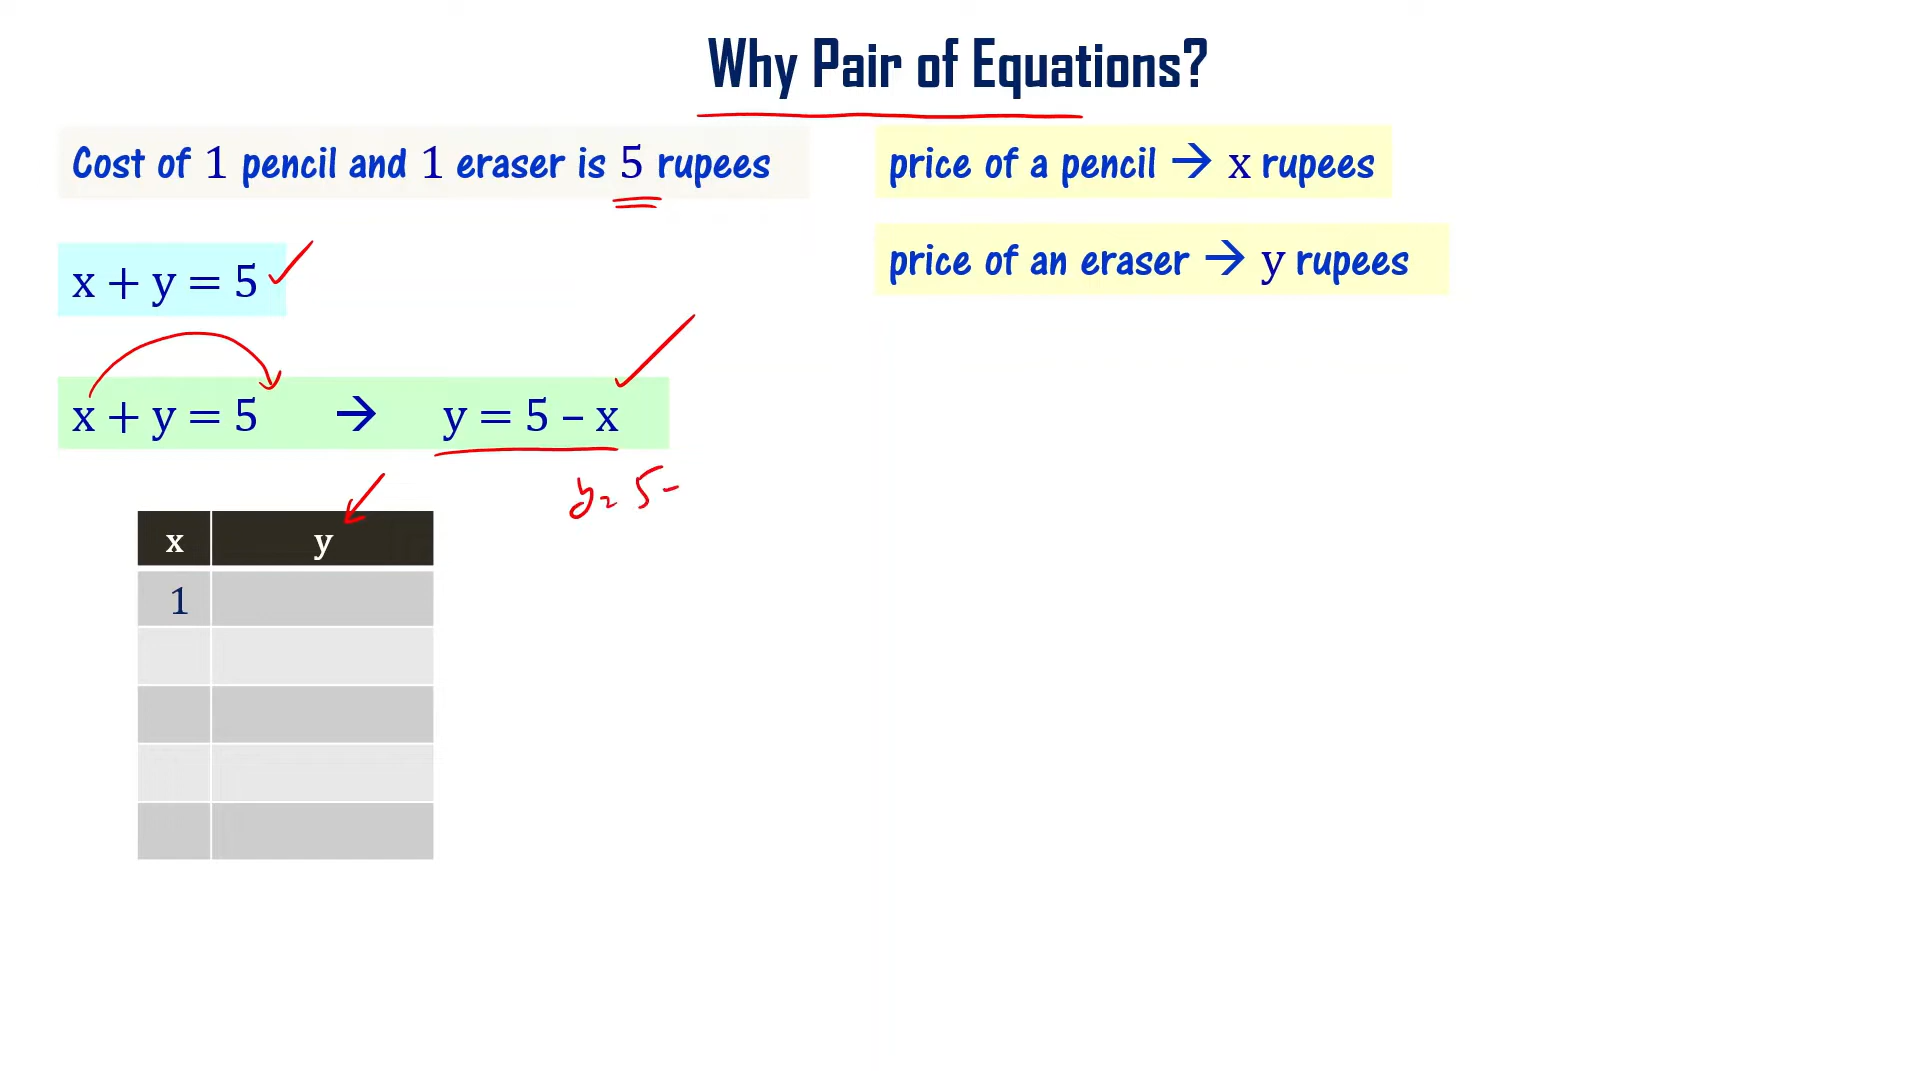 Why Pair of Equations?
Cost of 1 pencil and 1 eraser is 5 rupees
price of a pencil → x rupees
price of an eraser → y rupees
x + y = 5
x + y = 5 → y = 5 – x
y = 5 -
x y
1